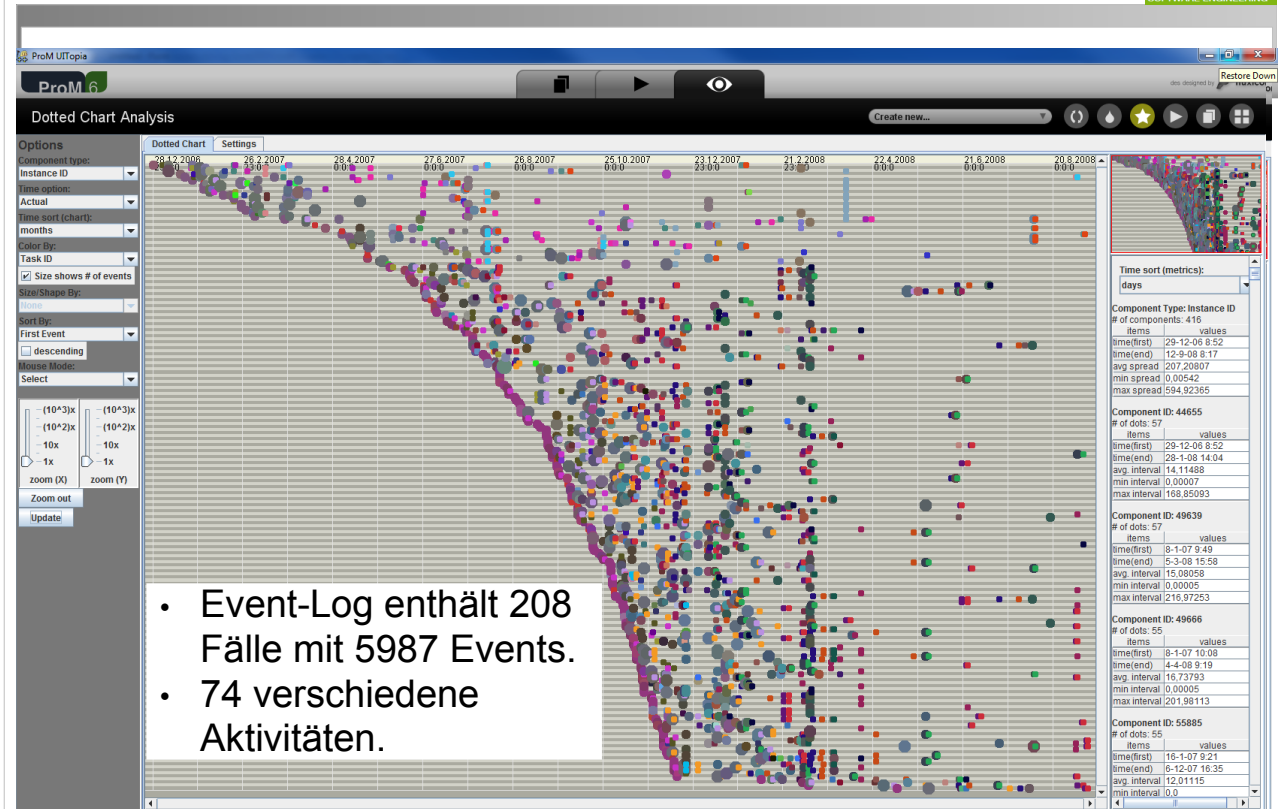 SOFTWARE ENGINEERING
ProM UITopia
ProM 6
Restore Down
Dotted Chart Analysis
Create new...
Options
Component type:
Instance ID
Time option:
Actual
Time sort (chart):
months
Color By:
Task ID
Size shows # of events
Size/Shape By:
None
Sort By:
First Event
descending
Mouse Mode:
Select
(10^3)x (10^3)x
(10^2)x (10^2)x
10x 10x
1x 1x
zoom (X) zoom (Y)
Zoom out
Update
Dotted Chart Settings
28.12.2006 26.2.2007 28.4.2007 27.6.2007 26.8.2007 25.10.2007 23.12.2007 21.2.2008 22.4.2008 21.6.2008 20.8.2008
23:0:0 0:0:0 0:0:0 0:0:0 0:0:0 23:0:0 0:0:0 0:0:0 0:0:0
• Event-Log enthält 208
Fälle mit 5987 Events.
• 74 verschiedene
Aktivitäten.
Time sort (metrics):
days
Component Type: Instance ID
# of components: 416
items values
time(first) 29-12-06 8:52
time(end) 12-9-08 8:17
avg spread 207,20807
min spread 0,00542
max spread 594,92365
Component ID: 44655
# of dots: 57
items values
time(first) 29-12-06 8:52
time(end) 28-1-08 14:04
avg. interval 14,11488
min interval 0,00007
max interval 168,85093
Component ID: 49639
# of dots: 57
items values
time(first) 8-1-07 9:49
time(end) 5-3-08 15:58
avg. interval 15,08058
min interval 0,00005
max interval 216,97253
Component ID: 49666
# of dots: 55
items values
time(first) 8-1-07 10:08
time(end) 4-4-08 9:19
avg. interval 16,73793
min interval 0,00005
max interval 201,98113
Component ID: 55885
# of dots: 55
items values
time(first) 16-1-07 9:21
time(end) 6-12-07 16:35
avg. interval 12,01115
min interval 0,0